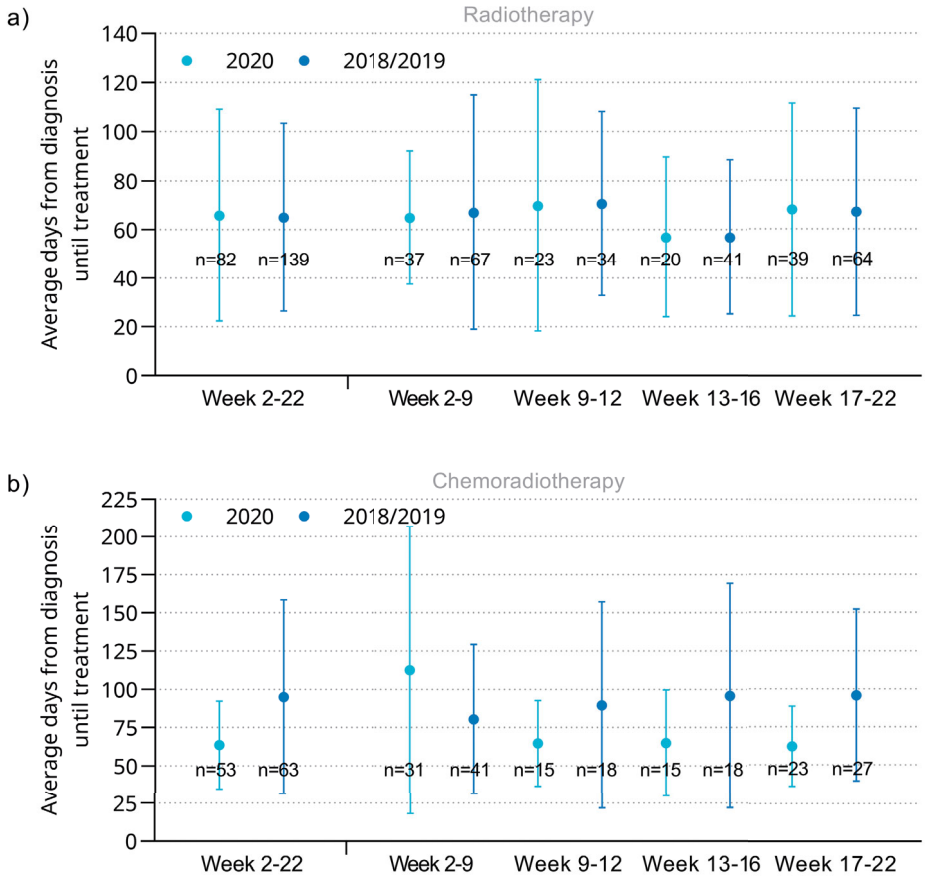 a)
Radiotherapy
140
120
100
80
60
40
20
0
Average days from diagnosis
until treatment
2020 2018/2019
n=82 n=139 n=37 n=67 n=23 n=34 n=20 n=41 n=39 n=64
Week 2-22 Week 2-9 Week 9-12 Week 13-16 Week 17-22
b)
Chemoradiotherapy
225
200
175
150
125
100
75
50
25
0
Average days from diagnosis
until treatment
2020 2018/2019
n=53 n=63 n=31 n=41 n=15 n=18 n=15 n=18 n=23 n=27
Week 2-22 Week 2-9 Week 9-12 Week 13-16 Week 17-22